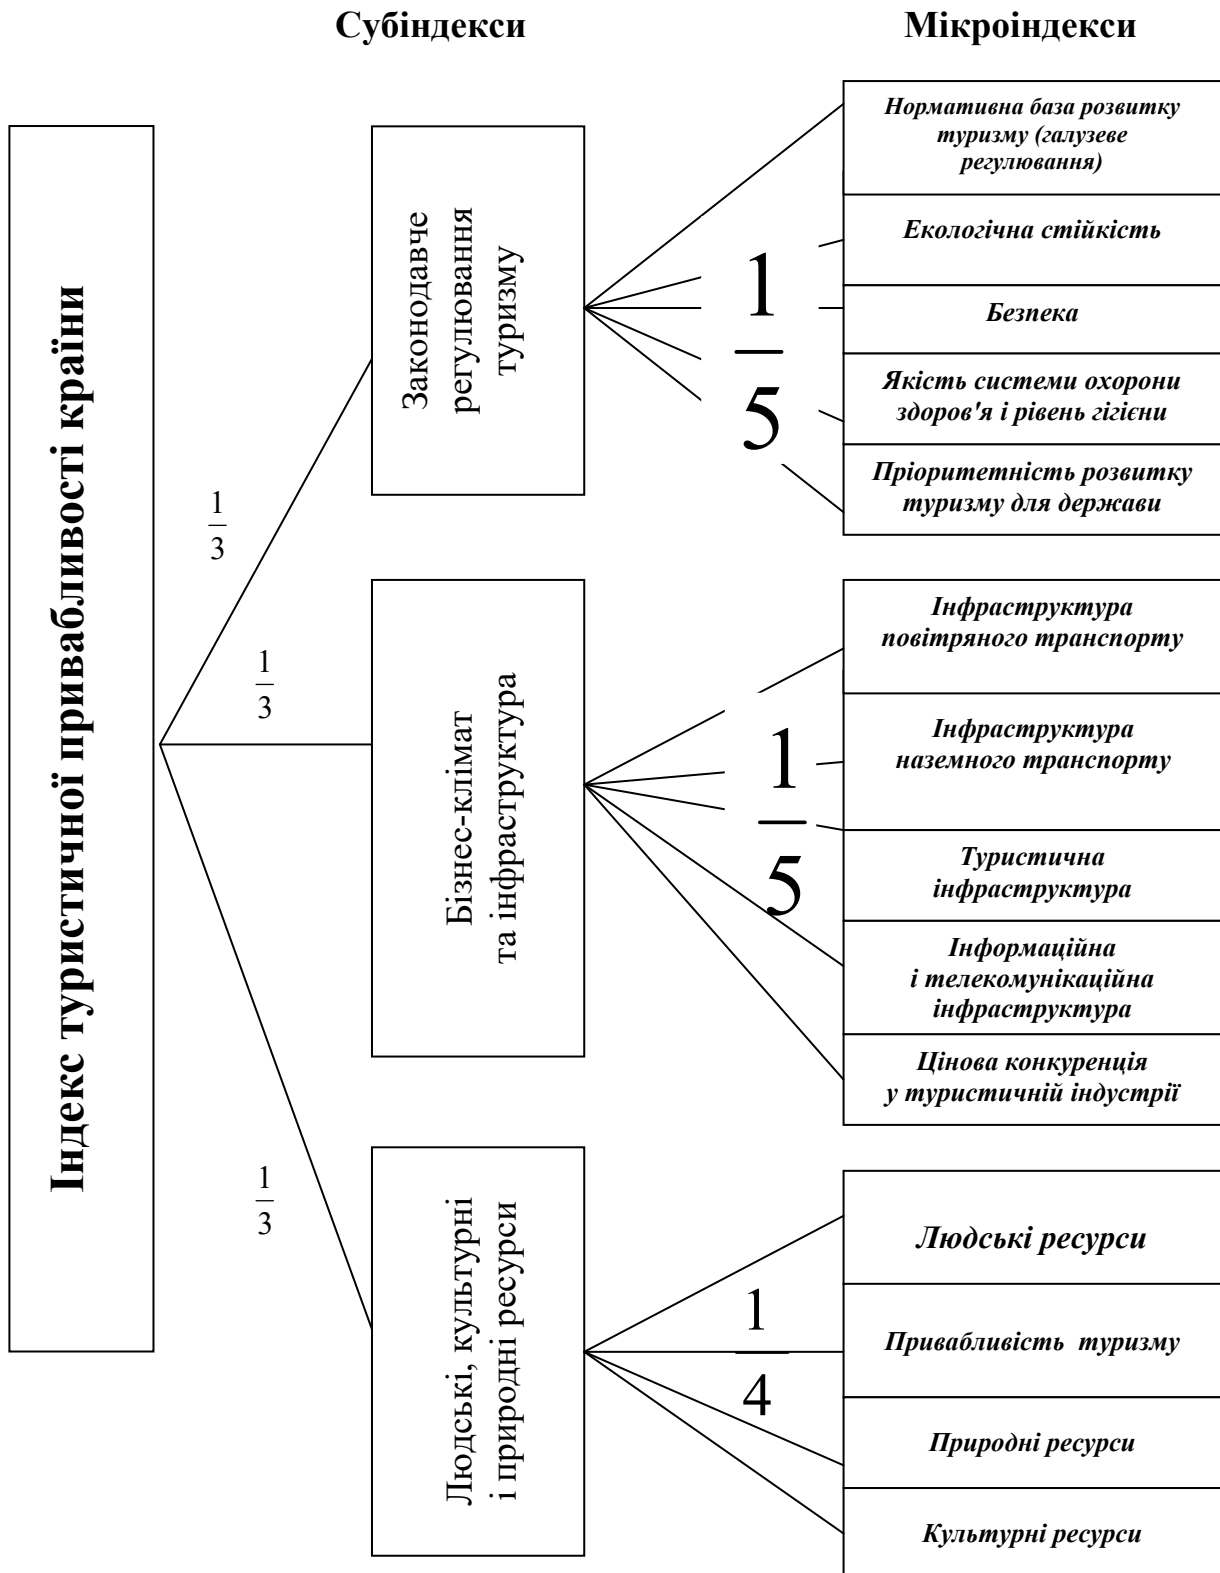 Субіндекси
Мікроіндекси
Індекс туристичної привабливості країни
1
3
1
3
1
3
Законодавче
регулювання
туризму
1
5
Нормативна база розвитку
туризму (галузеве
регулювання)
Екологічна стійкість
Безпека
Якість системи охорони
здоров'я і рівень гігієни
Пріоритетність розвитку
туризму для держави
Бізнес-клімат
та інфраструктура
1
5
Інфраструктура
повітряного транспорту
Інфраструктура
наземного транспорту
Туристична
інфраструктура
Інформаційна
і телекомунікаційна
інфраструктура
Цінова конкуренція
у туристичній індустрії
Людські, культурні
і природні ресурси
1
4
Людські ресурси
Привабливість туризму
Природні ресурси
Культурні ресурси